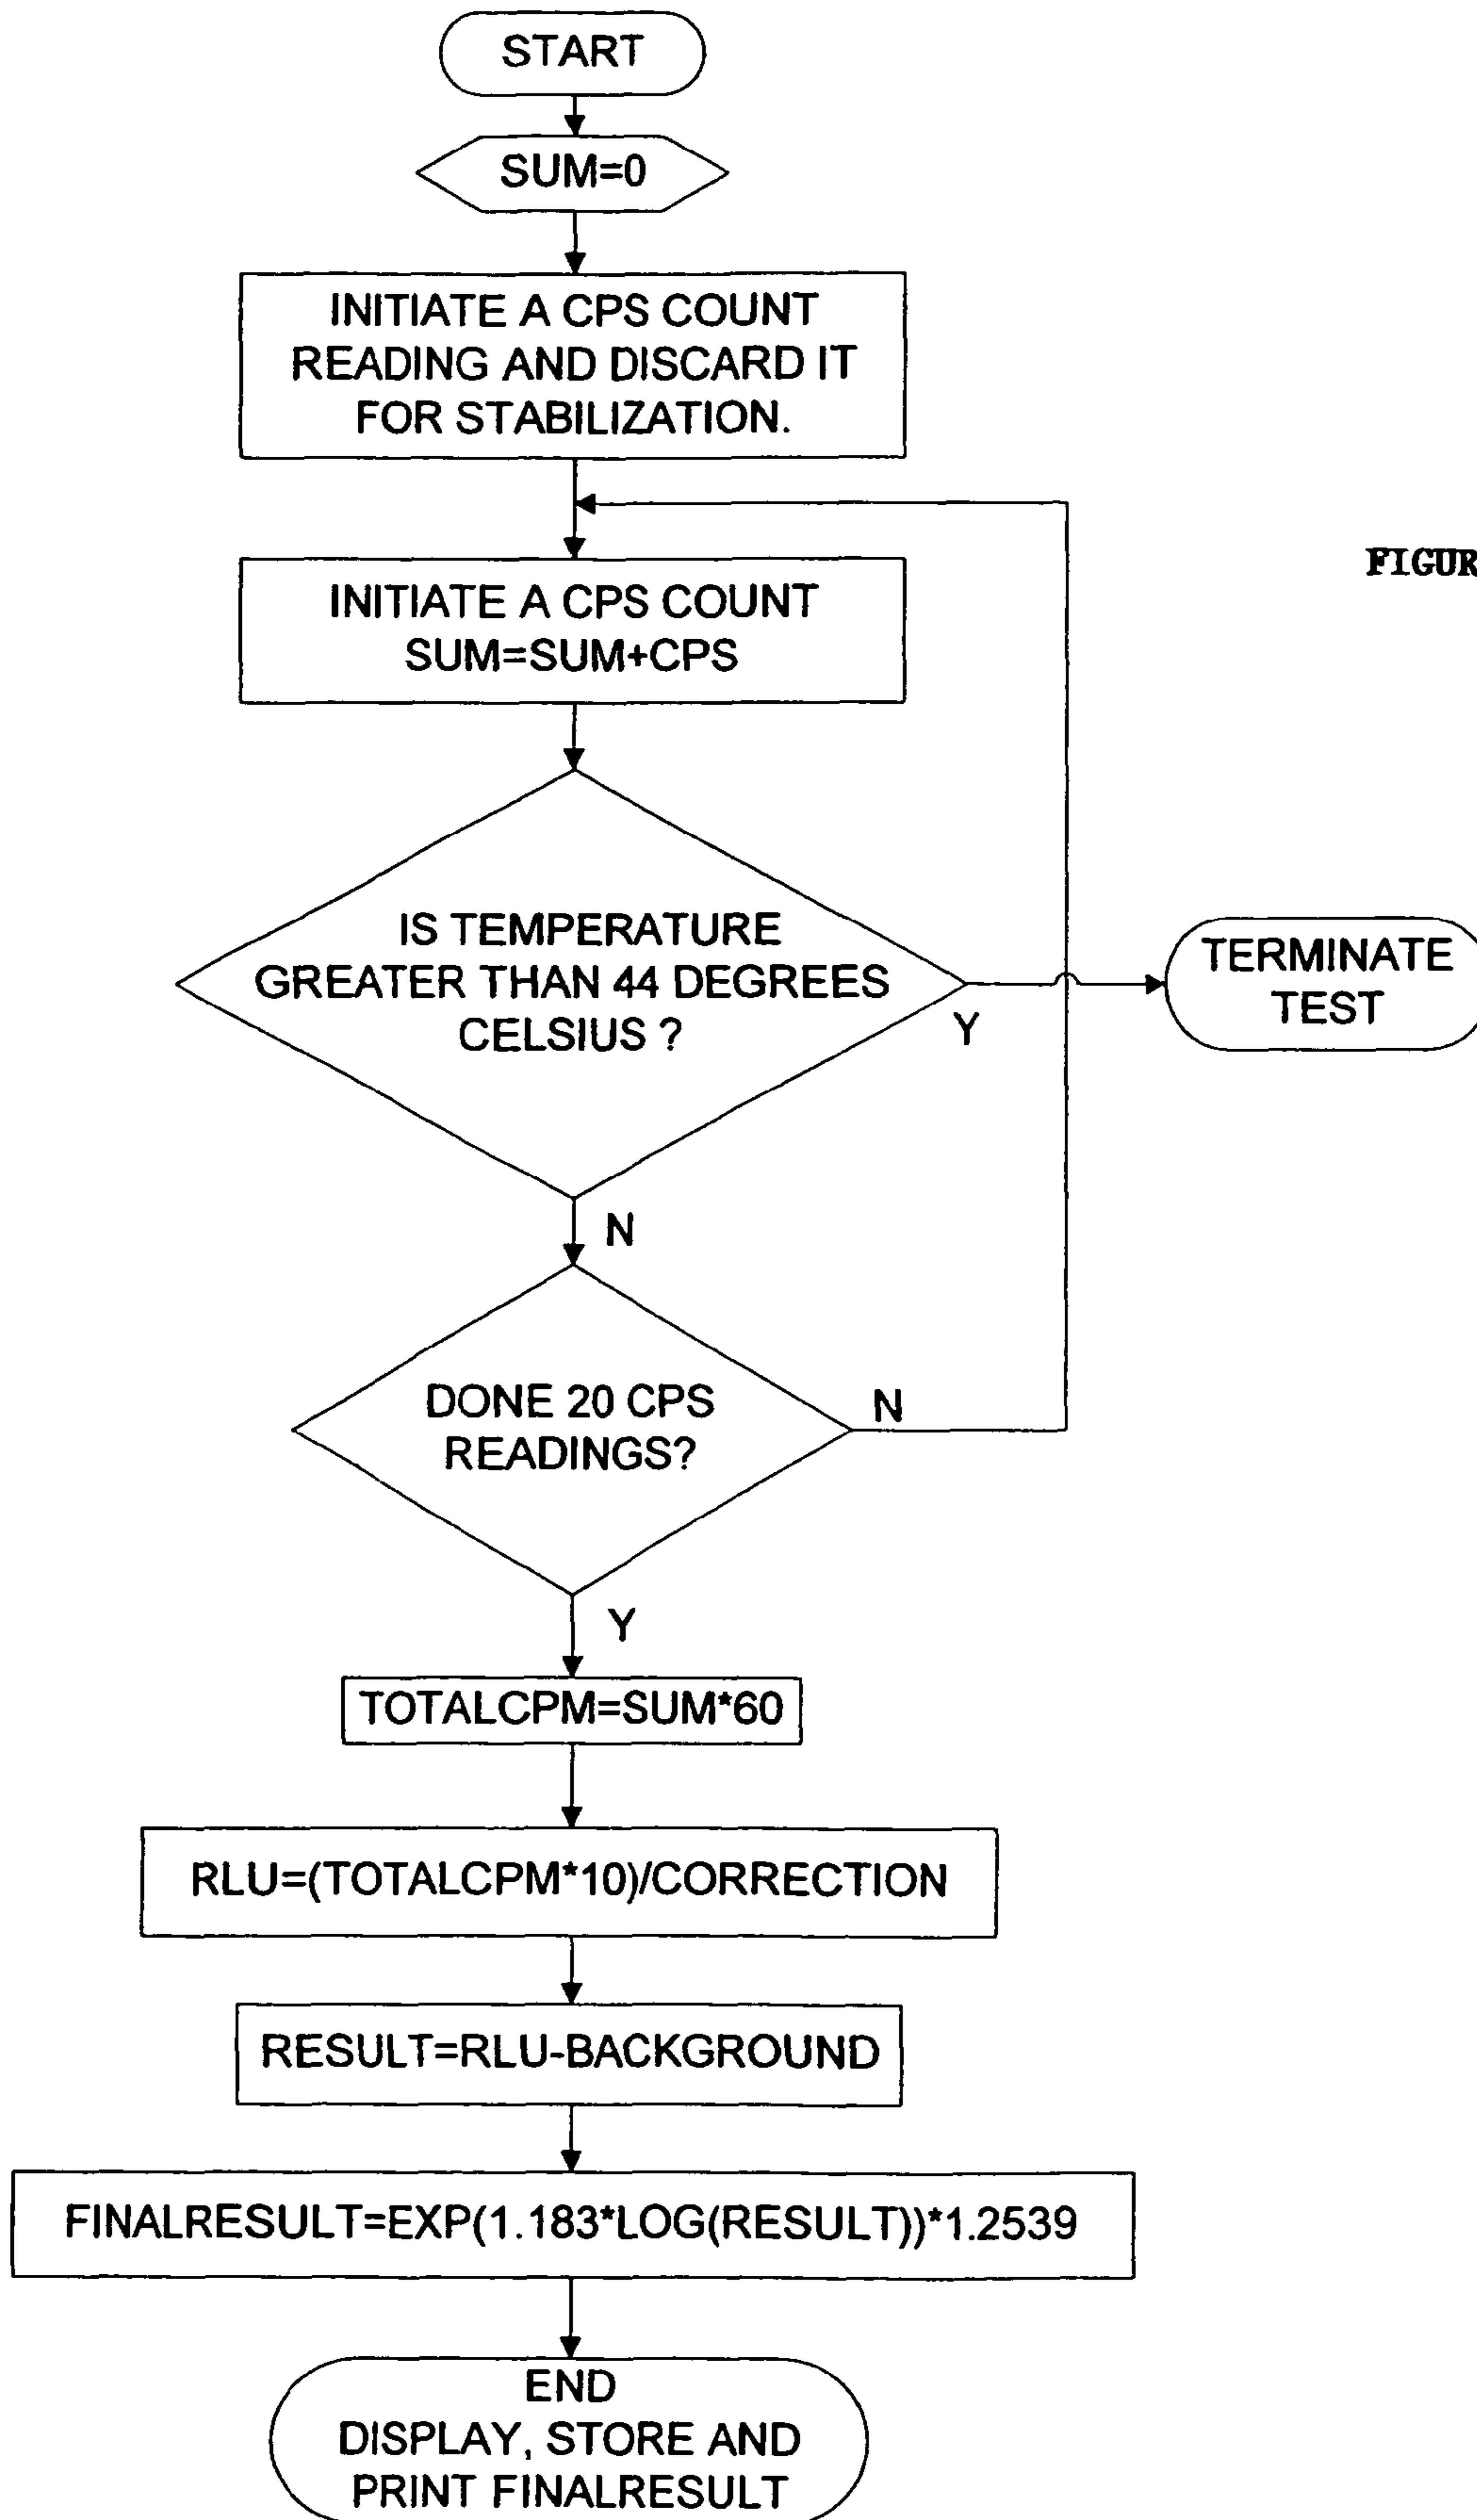 START
SUM=0
INITIATE A CPS COUNT
READING AND DISCARD IT
FOR STABILIZATION.
FIGUR
INITIATE A CPS COUNT
SUM=SUM+CPS
IS TEMPERATURE
GREATER THAN 44 DEGREES
CELSIUS ?
Y
TERMINATE
TEST
N
DONE 20 CPS
READINGS?
N
Y
TOTALCPM=SUM*60
RLU=(TOTALCPM*10)/CORRECTION
RESULT=RLU-BACKGROUND
FINALRESULT=EXP(1.183*LOG(RESULT))*1.2539
END
DISPLAY, STORE AND
PRINT FINALRESULT